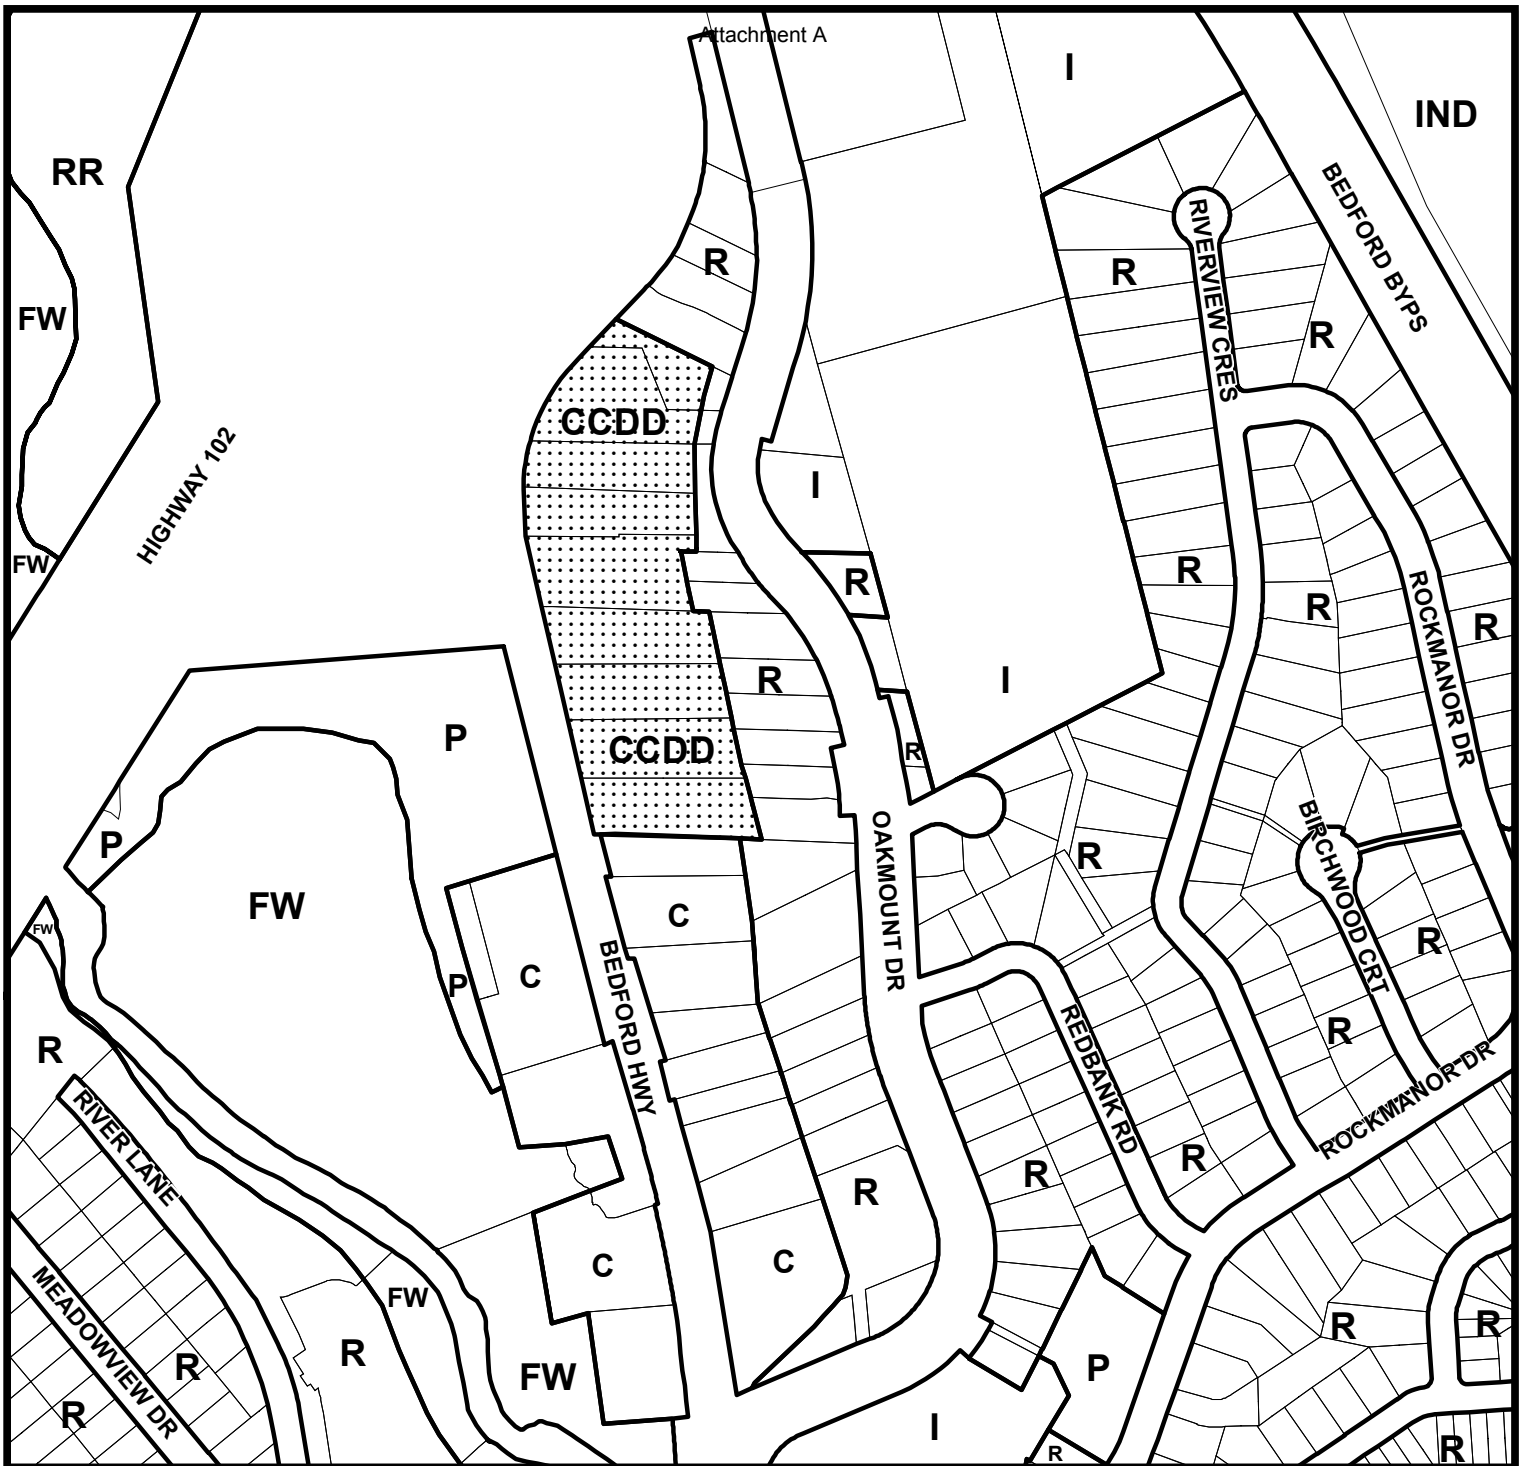 Attachment A
I
IND
RR
BEDFORD BYPS
RIVERVIEW CRES
R
R
FW
R
CCDD
HIGHWAY 102
I
FW
R
R
R
ROCKMANOR DR
R
R
I
P
CCDD
R
P
BIRCHWOOD CRT
OAKMOUNT DR
R
FW
FW
C
R
BEDFORD HWY
C
P
R
REDBANK RD
R
ROCKMANOR DR
RIVER LANE
R
R
R
C
C
MEADOWVIEW DR
FW
R
R
R
R
P
FW
R
I
R
R